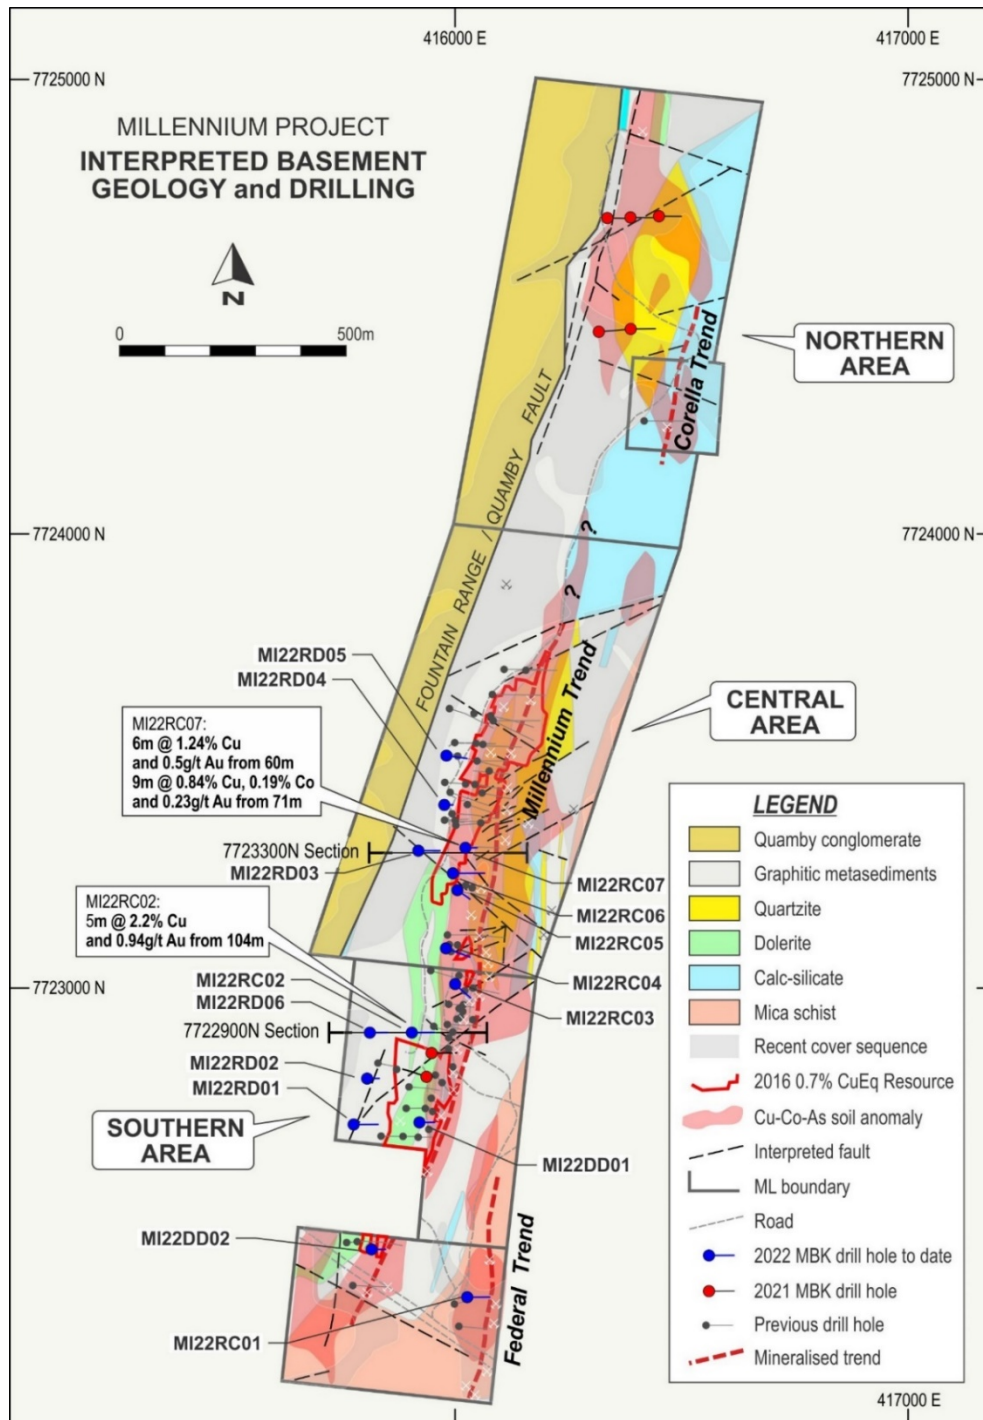 416000 E
417000 E
7725000 N
7725000 N
MILLENNIUM PROJECT
INTERPRETED BASEMENT
GEOLOGY and DRILLING
N
0
500m
Corella Trend
NORTHERN
AREA
FOUNTAIN RANGE / QUAMBY FAULT
7724000 N
7724000 N
?
?
MI22RD05
MI22RD04
Millennium Trend
CENTRAL
AREA
MI22RC07:
6m @ 1.24% Cu
and 0.5g/t Au from 60m
9m @ 0.84% Cu, 0.19% Co
and 0.23g/t Au from 71m
7723300N Section
MI22RD03
MI22RC07
MI22RC06
MI22RC05
MI22RC02:
5m @ 2.2% Cu
and 0.94g/t Au from 104m
MI22RC04
MI22RC02
7723000 N
MI22RD06
MI22RC03
7722900N Section
MI22RD02
MI22RD01
SOUTHERN
AREA
MI22DD01
MI22DD02
Federal Trend
MI22RC01
LEGEND
Quamby conglomerate
Graphitic metasediments
Quartzite
Dolerite
Calc-silicate
Mica schist
Recent cover sequence
2016 0.7% CuEq Resource
Cu-Co-As soil anomaly
Interpreted fault
ML boundary
Road
2022 MBK drill hole to date
2021 MBK drill hole
Previous drill hole
Mineralised trend
417000 E